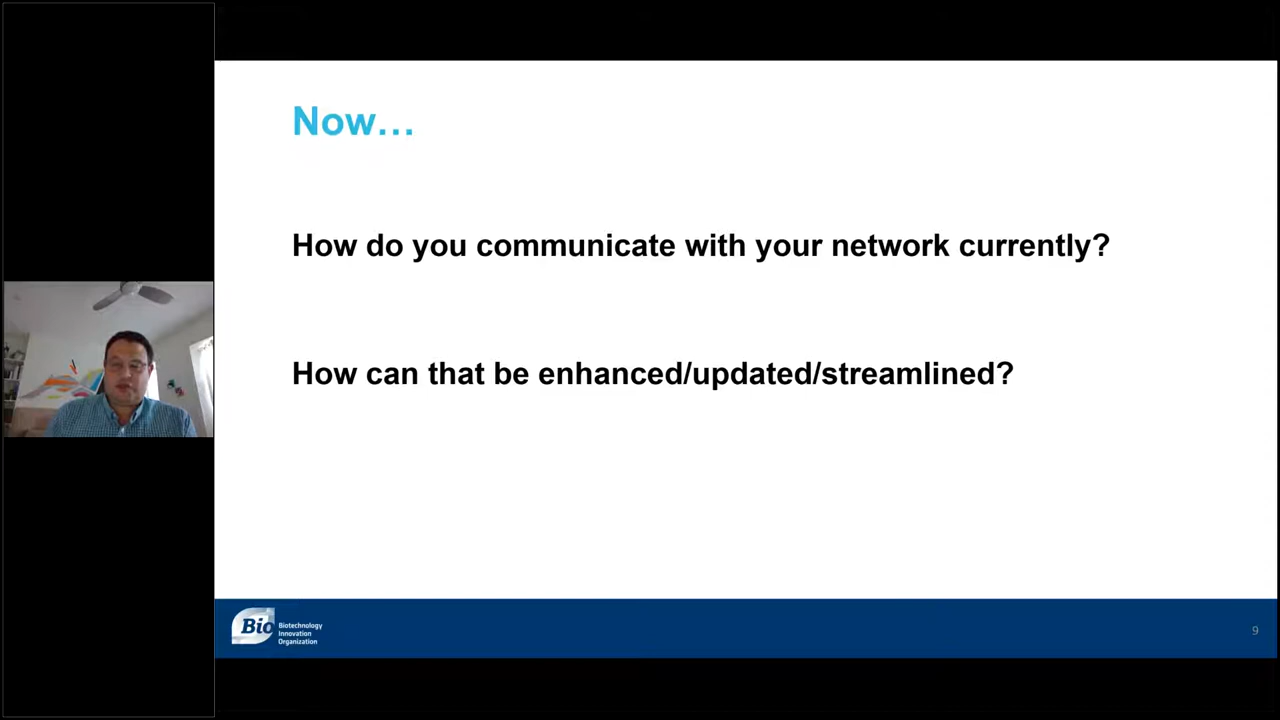 Now...
How do you communicate with your network currently?
How can that be enhanced/updated/streamlined?
Bio
Biotechnology
Innovation
Organization
9